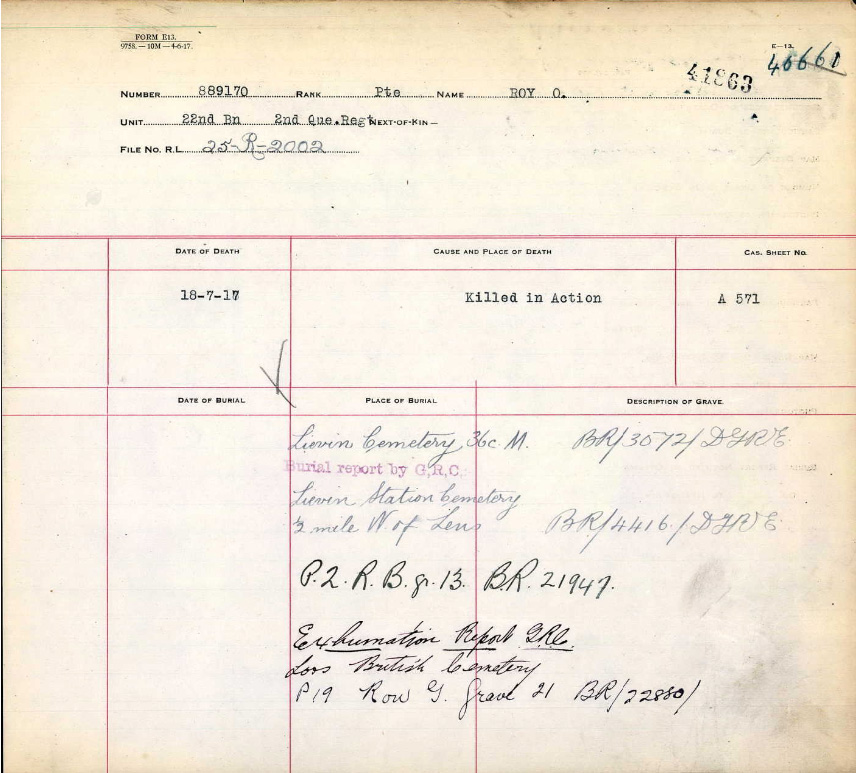 FORM E13.
9758.—10M—4-6-17.
E—13.
41863 46661
NUMBER 889170 RANK Pte NAME ROY O.
UNIT 22nd Bn 2nd Que.Regt NEXT-OF-KIN—
FILE NO. R.L. 25-R-2002
DATE OF DEATH CAUSE AND PLACE OF DEATH CAS. SHEET NO.
18-7-17 Killed in Action A 571
DATE OF BURIAL PLACE OF BURIAL DESCRIPTION OF GRAVE.
Lievin Cemetery 36c. M. BR/3072/DGRE
Burial report by G,R,C,
Lievin Station Cemetery
mile W of Lens BR/4416/DGRE
P.2. R.B. gr. 13. B.R. 21947.
Exhumation Report G.R.C.
Loos British Cemetery
P19 Row G. Grave 21 BR/22880/